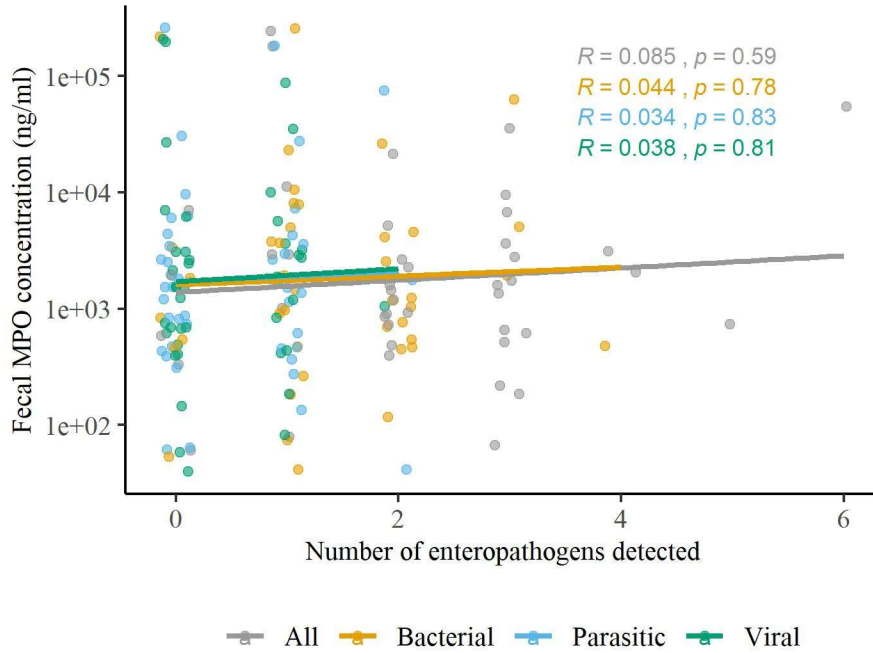 R = 0.085 , p = 0.59
R = 0.044 , p = 0.78
R = 0.034 , p = 0.83
R = 0.038 , p = 0.81
Fecal MPO concentration (ng/ml)
1e+05
1e+04
1e+03
1e+02
0 2 4 6
Number of enteropathogens detected
a All a Bacterial a Parasitic a Viral